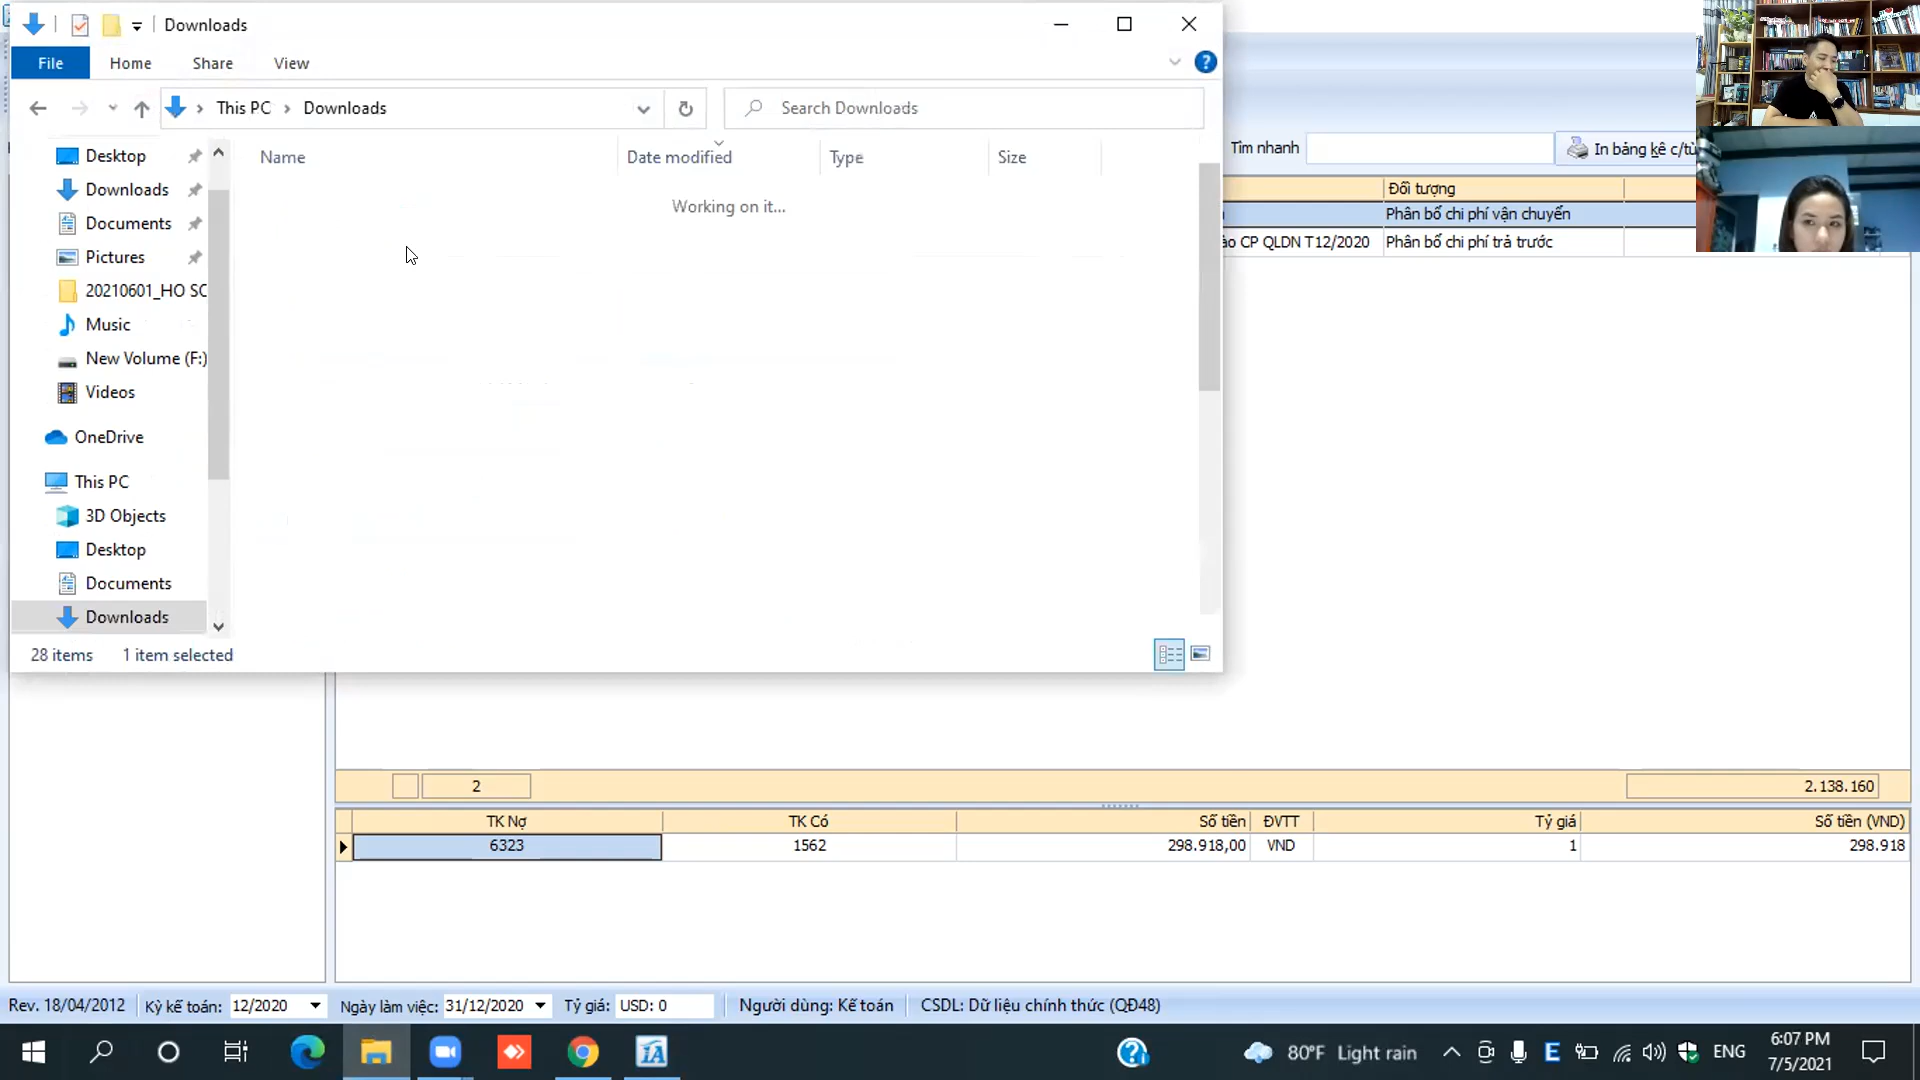 Downloads
File Home Share View
This PC Downloads
Search Downloads
Name Date modified Type Size
Working on it...
Desktop
Downloads
Documents
Pictures
20210601_HO SC
Music
New Volume (F:)
Videos
OneDrive
This PC
3D Objects
Desktop
Documents
Downloads
28 items 1 item selected
Tìm nhanh In bảng kê c/từ
Đối tượng
Phân bổ chi phí vận chuyển
CP QLDN T12/2020 Phân bổ chi phí trả trước
2 2.138.160
TK Nợ TK Có Số tiền ĐVTT Tỷ giá Số tiền (VND)
6323 1562 298.918,00 VND 1 298.918
Rev. 18/04/2012 Kỳ kế toán: 12/2020 Ngày làm việc: 31/12/2020 Tỷ giá: USD: 0 Người dùng: Kế toán CSDL: Dữ liệu chính thức (QĐ48)
80°F Light rain ENG 6:07 PM
7/5/2021